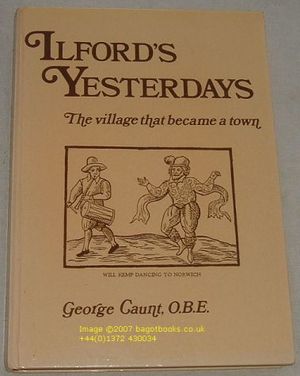 ILFORD'S
YESTERDAYS
The village that became a town
WILL KEMP DANCING TO NORWICH
George Caunt, O.B.E.
Image ©2007 bagotbooks.co.uk
+44(0)1372 430034